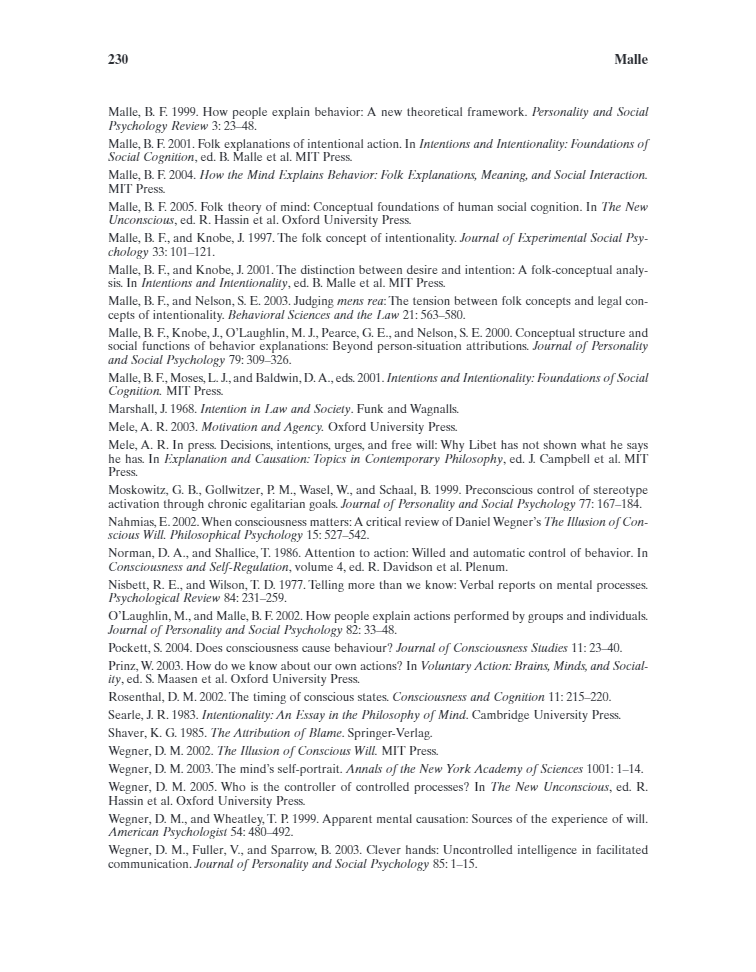 230 Malle
Malle, B. F. 1999. How people explain behavior: A new theoretical framework. Personality and Social
Psychology Review 3: 23–48.
Malle, B. F. 2001. Folk explanations of intentional action. In Intentions and Intentionality: Foundations of
Social Cognition, ed. B. Malle et al. MIT Press.
Malle, B. F. 2004. How the Mind Explains Behavior: Folk Explanations, Meaning, and Social Interaction.
MIT Press.
Malle, B. F. 2005. Folk theory of mind: Conceptual foundations of human social cognition. In The New
Unconscious, ed. R. Hassin et al. Oxford University Press.
Malle, B. F., and Knobe, J. 1997. The folk concept of intentionality. Journal of Experimental Social Psy-
chology 33: 101–121.
Malle, B. F., and Knobe, J. 2001. The distinction between desire and intention: A folk-conceptual analy-
sis. In Intentions and Intentionality, ed. B. Malle et al. MIT Press.
Malle, B. F., and Nelson, S. E. 2003. Judging mens rea: The tension between folk concepts and legal con-
cepts of intentionality. Behavioral Sciences and the Law 21: 563–580.
Malle, B. F., Knobe, J., O'Laughlin, M. J., Pearce, G. E., and Nelson, S. E. 2000. Conceptual structure and
social functions of behavior explanations: Beyond person-situation attributions. Journal of Personality
and Social Psychology 79: 309–326.
Malle, B. F., Moses, L. J., and Baldwin, D. A., eds. 2001. Intentions and Intentionality: Foundations of Social
Cognition. MIT Press.
Marshall, J. 1968. Intention in Law and Society. Funk and Wagnalls.
Mele, A. R. 2003. Motivation and Agency. Oxford University Press.
Mele, A. R. In press. Decisions, intentions, urges, and free will: Why Libet has not shown what he says
he has. In Explanation and Causation: Topics in Contemporary Philosophy, ed. J. Campbell et al. MIT
Press.
Moskowitz, G. B., Gollwitzer, P. M., Wasel, W., and Schaal, B. 1999. Preconscious control of stereotype
activation through chronic egalitarian goals. Journal of Personality and Social Psychology 77: 167–184.
Nahmias, E. 2002. When consciousness matters: A critical review of Daniel Wegner's The Illusion of Con-
scious Will. Philosophical Psychology 15: 527–542.
Norman, D. A., and Shallice, T. 1986. Attention to action: Willed and automatic control of behavior. In
Consciousness and Self-Regulation, volume 4, ed. R. Davidson et al. Plenum.
Nisbett, R. E., and Wilson, T. D. 1977. Telling more than we know: Verbal reports on mental processes.
Psychological Review 84: 231–259.
O'Laughlin, M., and Malle, B. F. 2002. How people explain actions performed by groups and individuals.
Journal of Personality and Social Psychology 82: 33–48.
Pockett, S. 2004. Does consciousness cause behaviour? Journal of Consciousness Studies 11: 23–40.
Prinz, W. 2003. How do we know about our own actions? In Voluntary Action: Brains, Minds, and Social-
ity, ed. S. Maasen et al. Oxford University Press.
Rosenthal, D. M. 2002. The timing of conscious states. Consciousness and Cognition 11: 215–220.
Searle, J. R. 1983. Intentionality: An Essay in the Philosophy of Mind. Cambridge University Press.
Shaver, K. G. 1985. The Attribution of Blame. Springer-Verlag.
Wegner, D. M. 2002. The Illusion of Conscious Will. MIT Press.
Wegner, D. M. 2003. The mind's self-portrait. Annals of the New York Academy of Sciences 1001: 1–14.
Wegner, D. M. 2005. Who is the controller of controlled processes? In The New Unconscious, ed. R.
Hassin et al. Oxford University Press.
Wegner, D. M., and Wheatley, T. P. 1999. Apparent mental causation: Sources of the experience of will.
American Psychologist 54: 480–492.
Wegner, D. M., Fuller, V., and Sparrow, B. 2003. Clever hands: Uncontrolled intelligence in facilitated
communication. Journal of Personality and Social Psychology 85: 1–15.